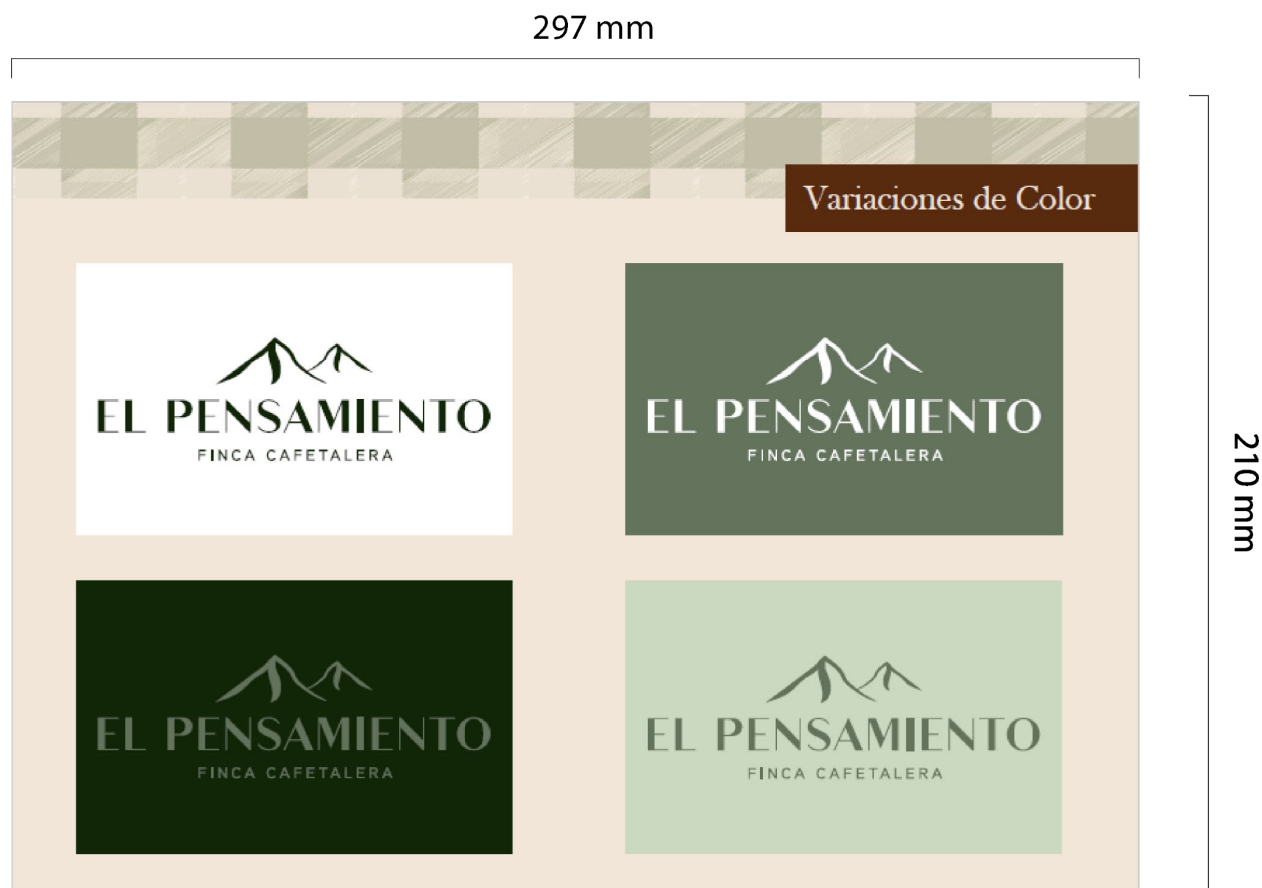 297 mm
Variaciones de Color
EL PENSAMIENTO
FINCA CAFETALERA
EL PENSAMIENTO
FINCA CAFETALERA
210 mm
EL PENSAMIENTO
FINCA CAFETALERA
EL PENSAMIENTO
FINCA CAFETALERA